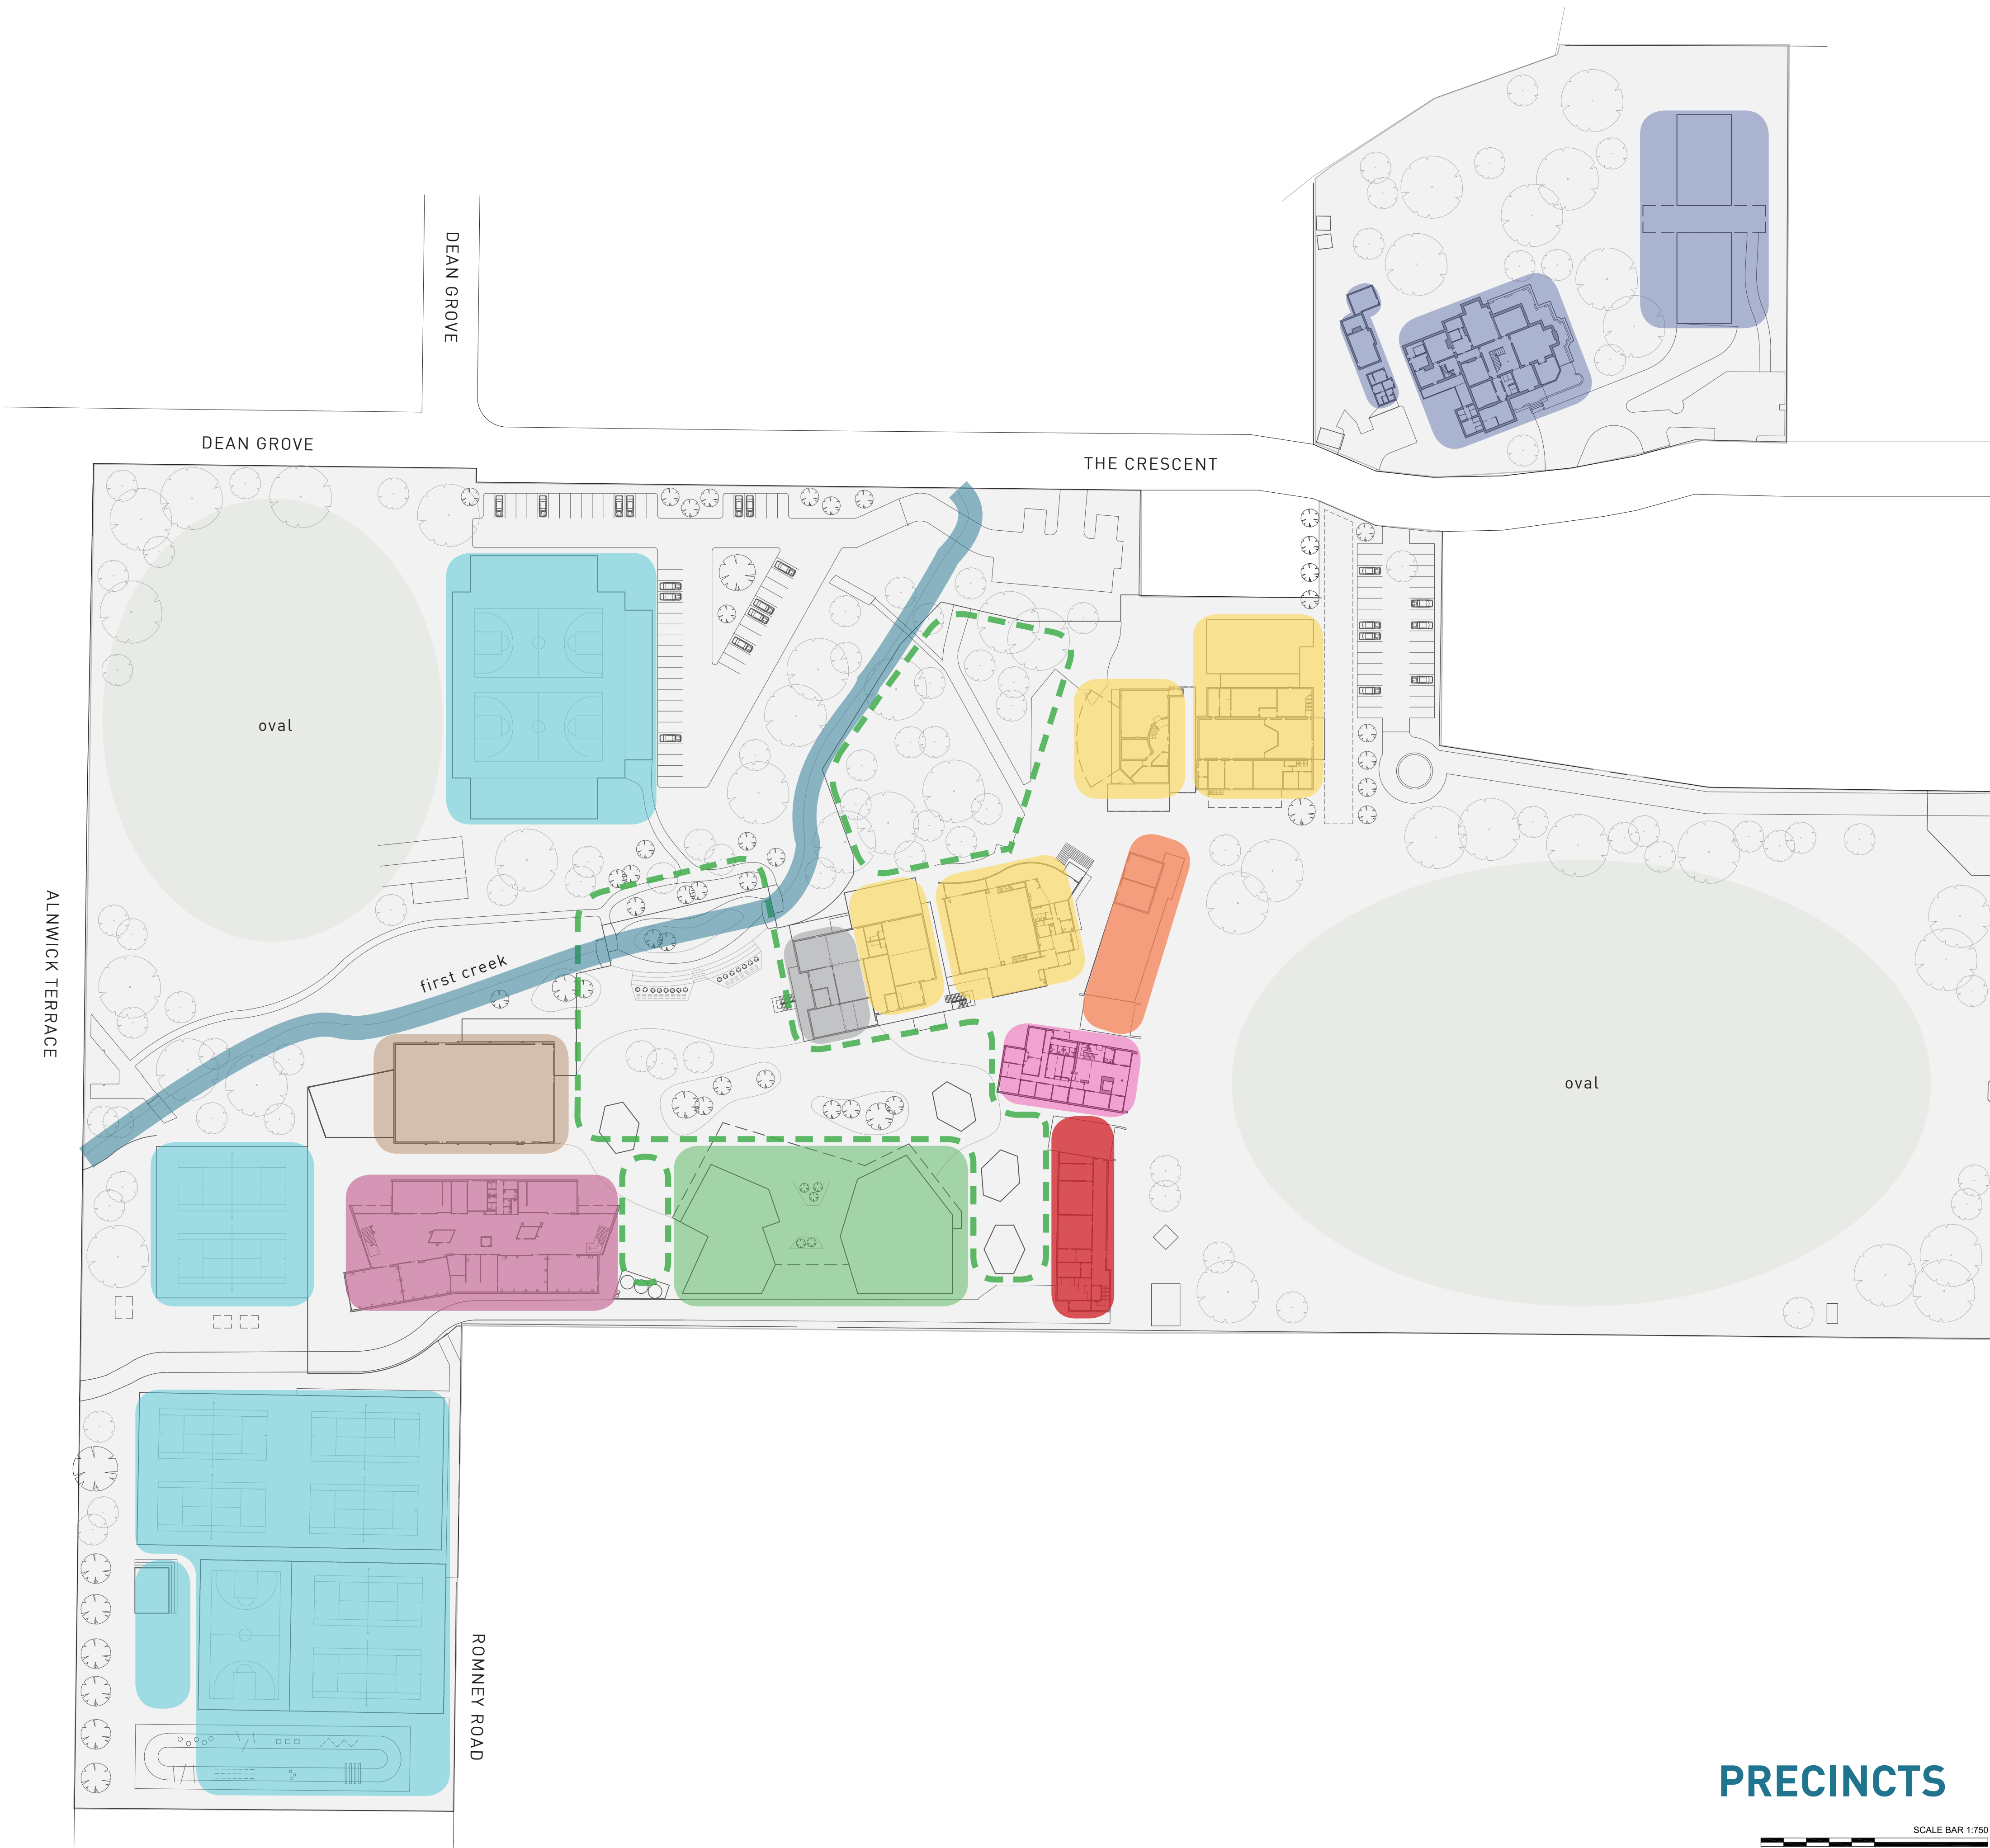 DEAN GROVE
DEAN GROVE
THE CRESCENT
oval
ALNWICK TERRACE
first creek
oval
ROMNEY ROAD
PRECINCTS
SCALE BAR 1:750